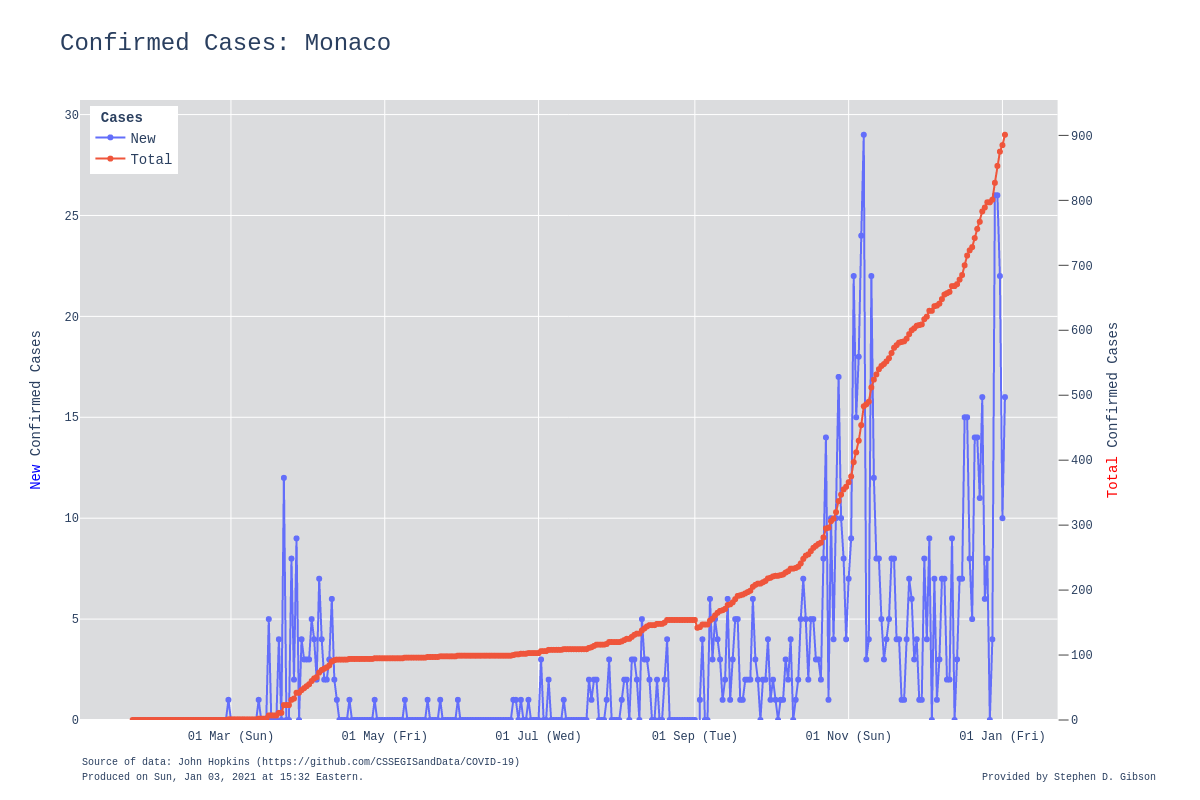 Confirmed Cases: Monaco
Cases
New
Total
30
25
20
15
10
5
0
900
800
700
600
500
400
300
200
100
0
New Confirmed Cases
Total Confirmed Cases
01 Mar (Sun)
01 May (Fri)
01 Jul (Wed)
01 Sep (Tue)
01 Nov (Sun)
01 Jan (Fri)
Source of data: John Hopkins (https://github.com/CSSEGISandData/COVID-19)
Produced on Sun, Jan 03, 2021 at 15:32 Eastern.
Provided by Stephen D. Gibson